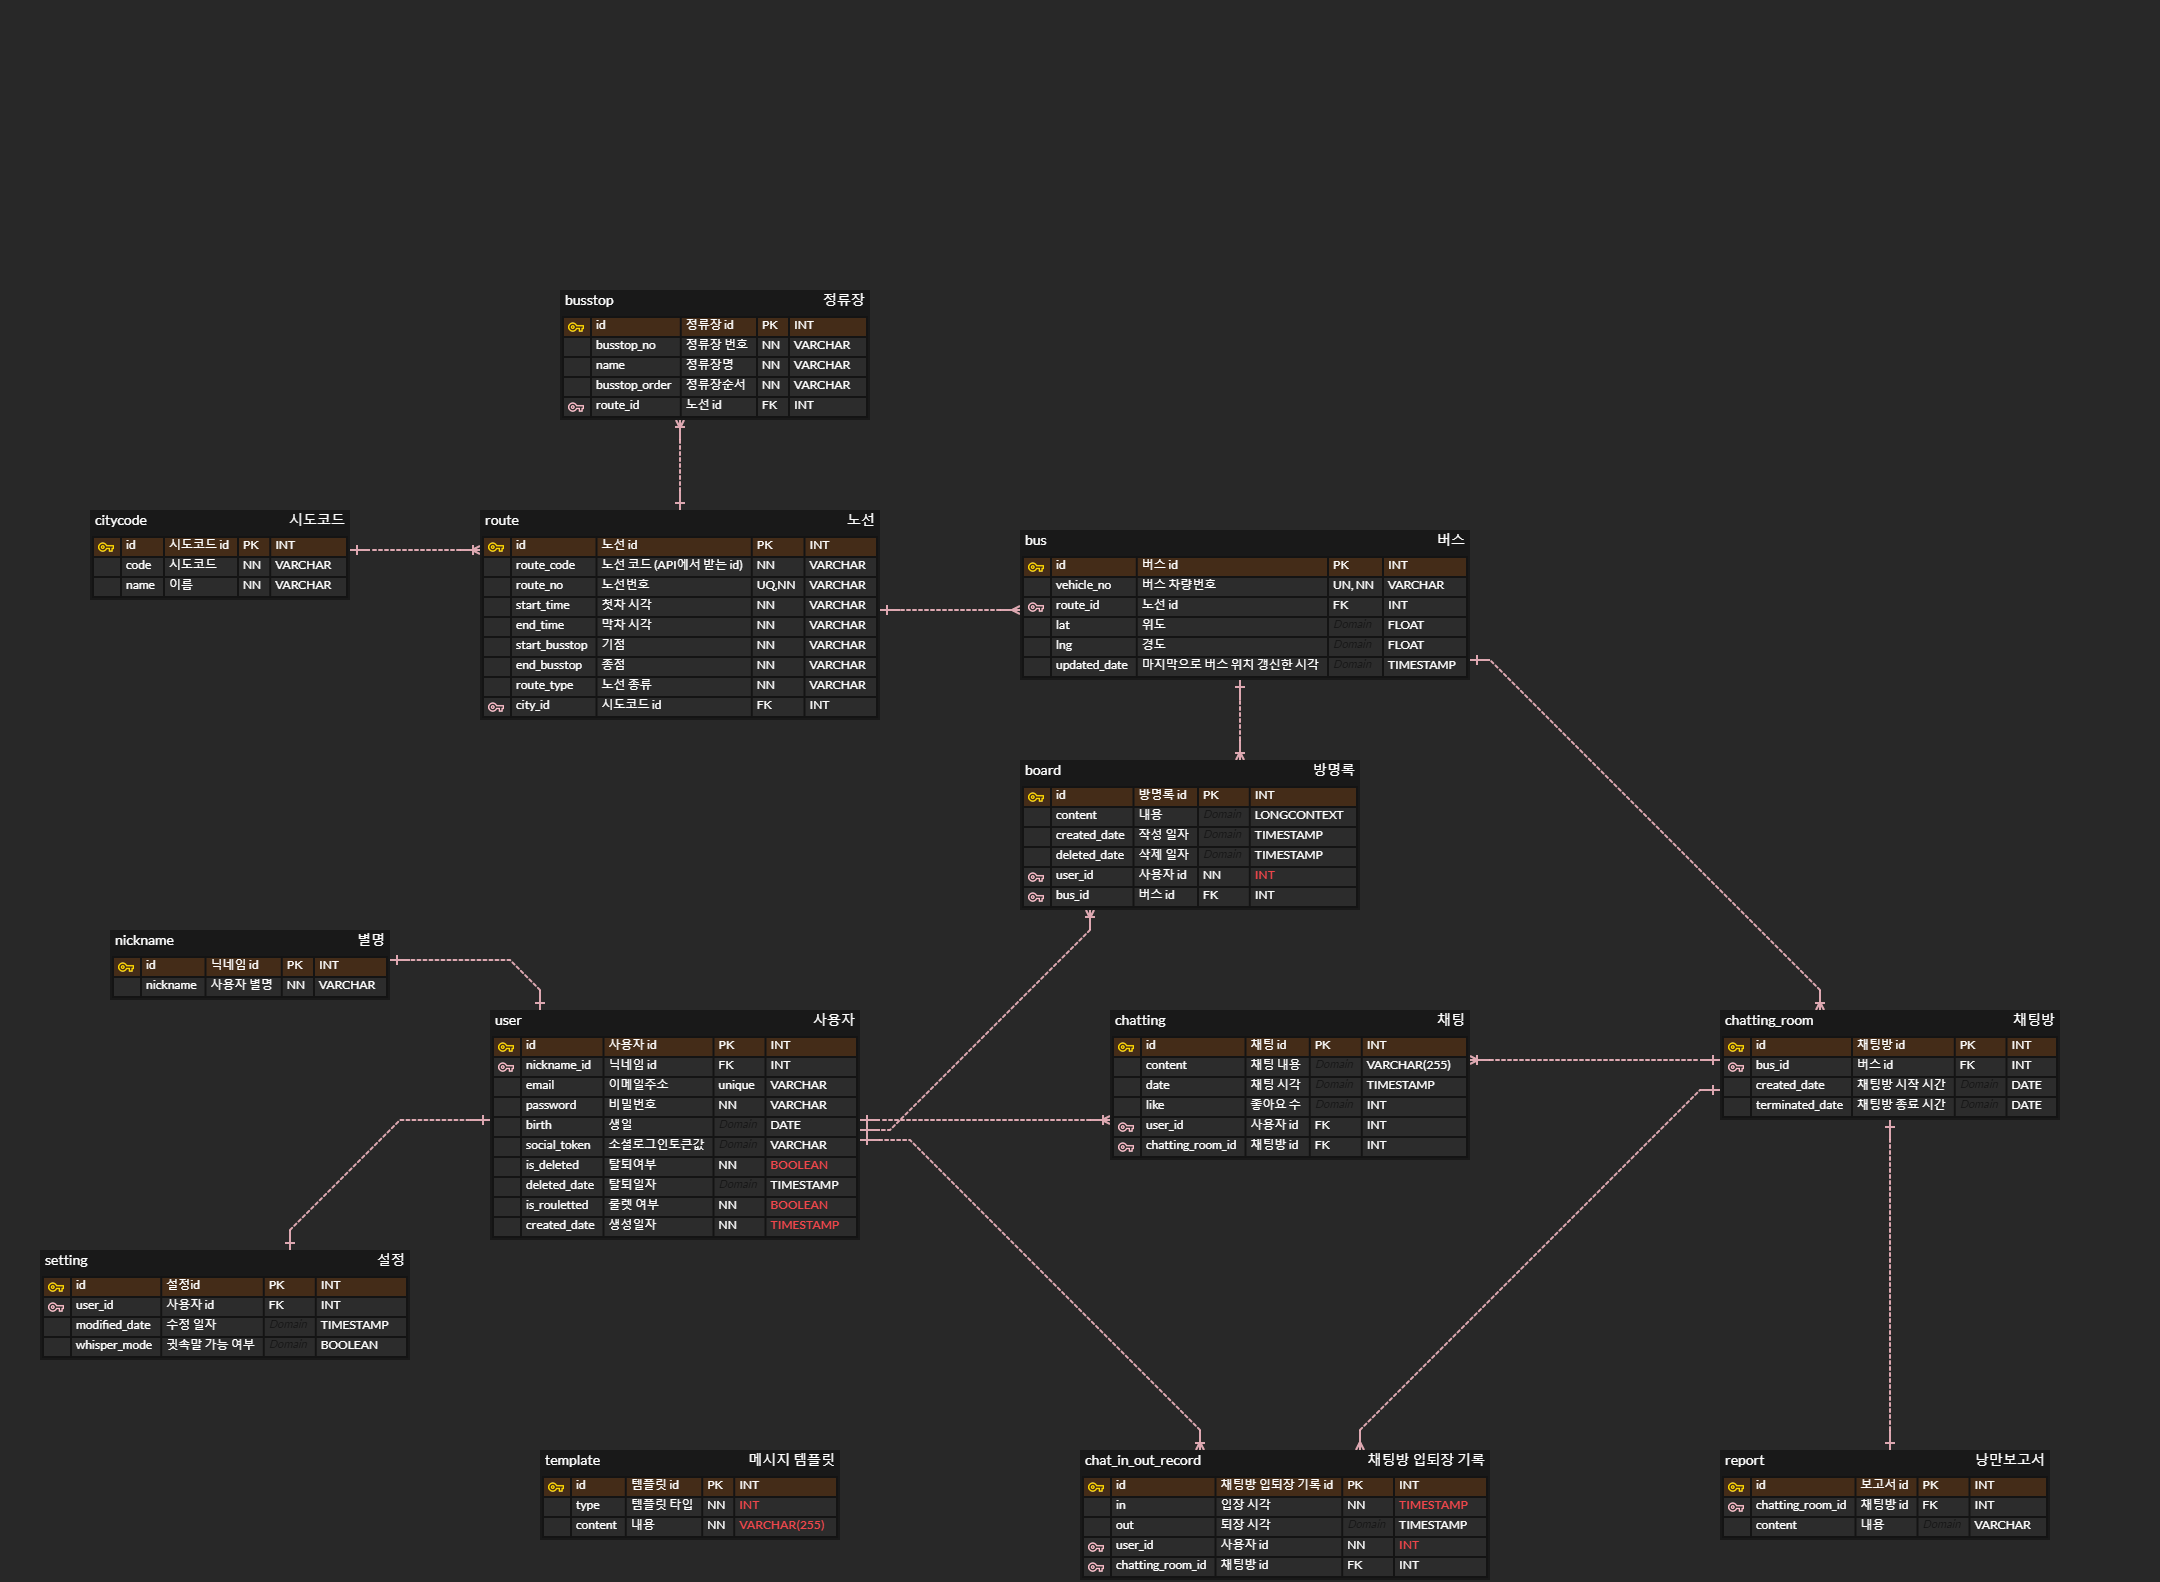 busstop 정류장
id 정류장 id PK INT
busstop_no 정류장 번호 NN VARCHAR
name 정류장명 NN VARCHAR
busstop_order 정류장순서 NN VARCHAR
route_id 노선 id FK INT
citycode 시도코드
id 시도코드 id PK INT
code 시도코드 NN VARCHAR
name 이름 NN VARCHAR
route 노선
id 노선 id PK INT
route_code 노선 코드 (API에서 받는 id) NN VARCHAR
route_no 노선번호 UQ,NN VARCHAR
start_time 첫차 시각 NN VARCHAR
end_time 막차 시각 NN VARCHAR
start_busstop 기점 NN VARCHAR
end_busstop 종점 NN VARCHAR
route_type 노선 종류 NN VARCHAR
city_id 시도코드 id FK INT
bus 버스
id 버스 id PK INT
vehicle_no 버스 차량번호 UN, NN VARCHAR
route_id 노선 id FK INT
lat 위도 Domain FLOAT
lng 경도 Domain FLOAT
updated_date 마지막으로 버스 위치 갱신한 시각 Domain TIMESTAMP
board 방명록
id 방명록 id PK INT
content 내용 Domain LONGCONTEXT
created_date 작성 일자 Domain TIMESTAMP
deleted_date 삭제 일자 Domain TIMESTAMP
user_id 사용자 id NN INT
bus_id 버스 id FK INT
nickname 별명
id 닉네임 id PK INT
nickname 사용자 별명 NN VARCHAR
user 사용자
id 사용자 id PK INT
nickname_id 닉네임 id FK INT
email 이메일주소 unique VARCHAR
password 비밀번호 NN VARCHAR
birth 생일 Domain DATE
social_token 소셜로그인토큰값 Domain VARCHAR
is_deleted 탈퇴여부 NN BOOLEAN
deleted_date 탈퇴일자 Domain TIMESTAMP
is_rouletted 룰렛 여부 NN BOOLEAN
created_date 생성일자 NN TIMESTAMP
chatting 채팅
id 채팅 id PK INT
content 채팅 내용 Domain VARCHAR(255)
date 채팅 시각 Domain TIMESTAMP
like 좋아요 수 Domain INT
user_id 사용자 id FK INT
chatting_room_id 채팅방 id FK INT
chatting_room 채팅방
id 채팅방 id PK INT
bus_id 버스 id FK INT
created_date 채팅방 시작 시간 Domain DATE
terminated_date 채팅방 종료 시간 Domain DATE
setting 설정
id 설정id PK INT
user_id 사용자 id FK INT
modified_date 수정 일자 Domain TIMESTAMP
whisper_mode 귓속말 가능 여부 Domain BOOLEAN
template 메시지 템플릿
id 템플릿 id PK INT
type 템플릿 타입 NN INT
content 내용 NN VARCHAR(255)
chat_in_out_record 채팅방 입퇴장 기록
id 채팅방 입퇴장 기록 id PK INT
in 입장 시각 NN TIMESTAMP
out 퇴장 시각 Domain TIMESTAMP
user_id 사용자 id NN INT
chatting_room_id 채팅방 id FK INT
report 낭만보고서
id 보고서 id PK INT
chatting_room_id 채팅방 id FK INT
content 내용 Domain VARCHAR